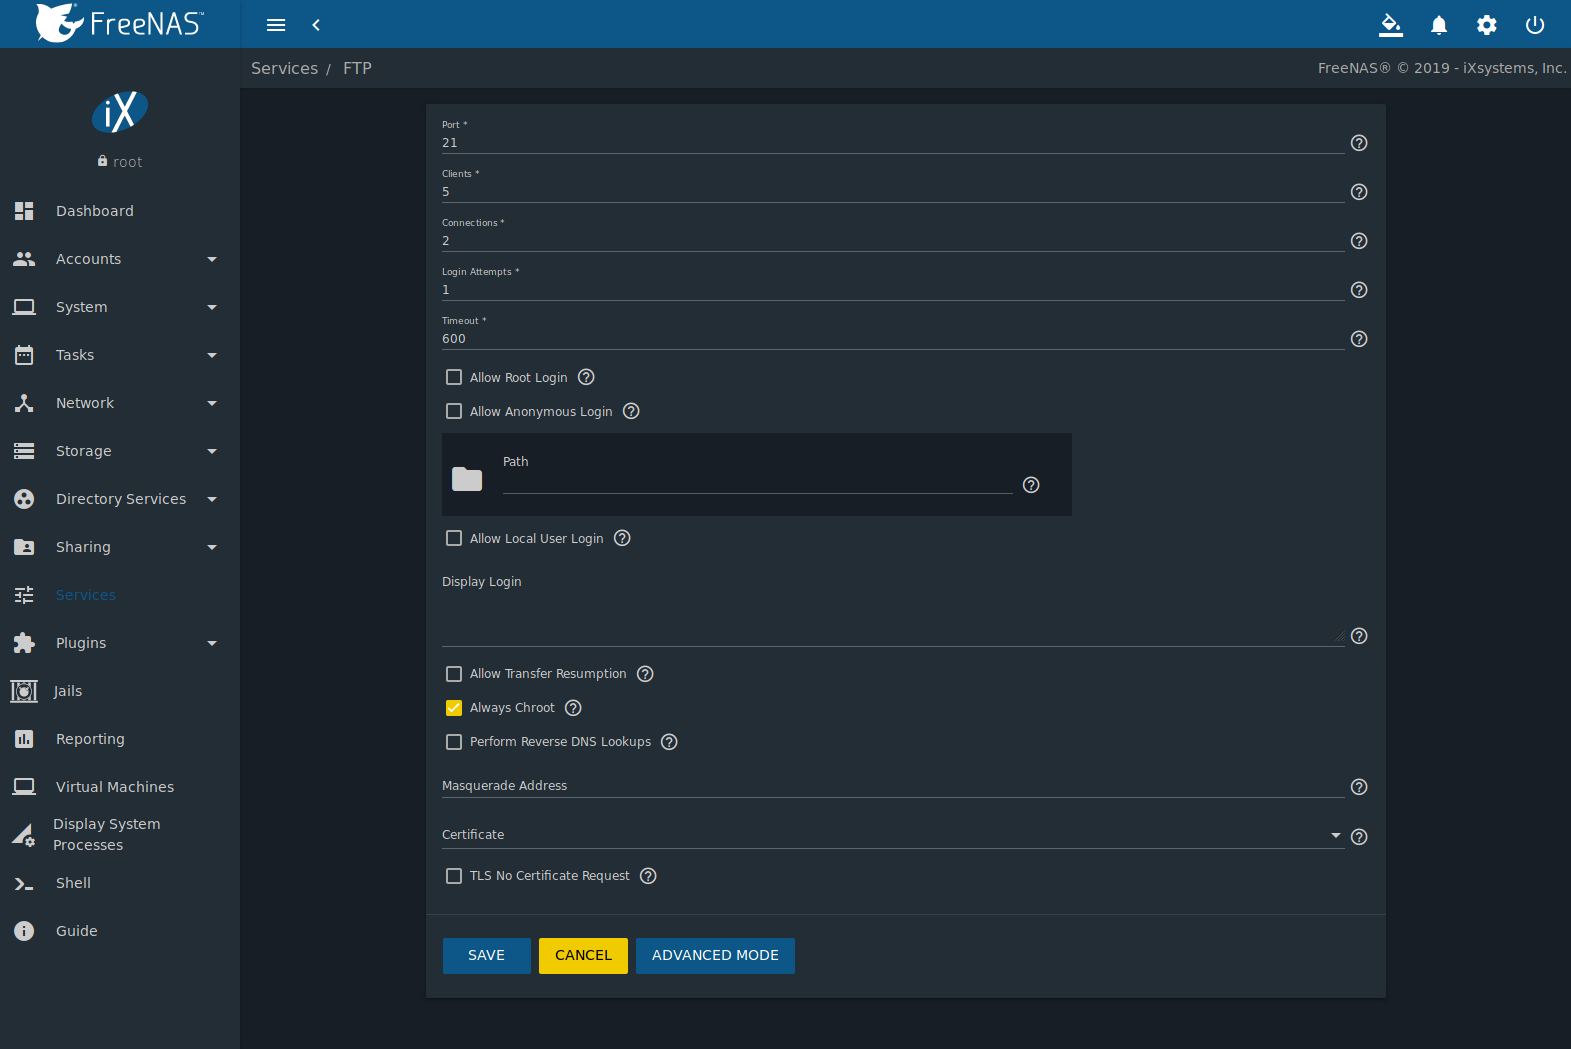 FreeNAS™
Services / FTP
FreeNAS® © 2019 - iXsystems, Inc.
iX
root
Dashboard
Accounts
System
Tasks
Network
Storage
Directory Services
Sharing
Services
Plugins
Jails
Reporting
Virtual Machines
Display System
Processes
Shell
Guide
Port *
21
Clients *
5
Connections *
2
Login Attempts *
1
Timeout *
600
Allow Root Login
Allow Anonymous Login
Path
Allow Local User Login
Display Login
Allow Transfer Resumption
Always Chroot
Perform Reverse DNS Lookups
Masquerade Address
Certificate
TLS No Certificate Request
SAVE CANCEL ADVANCED MODE